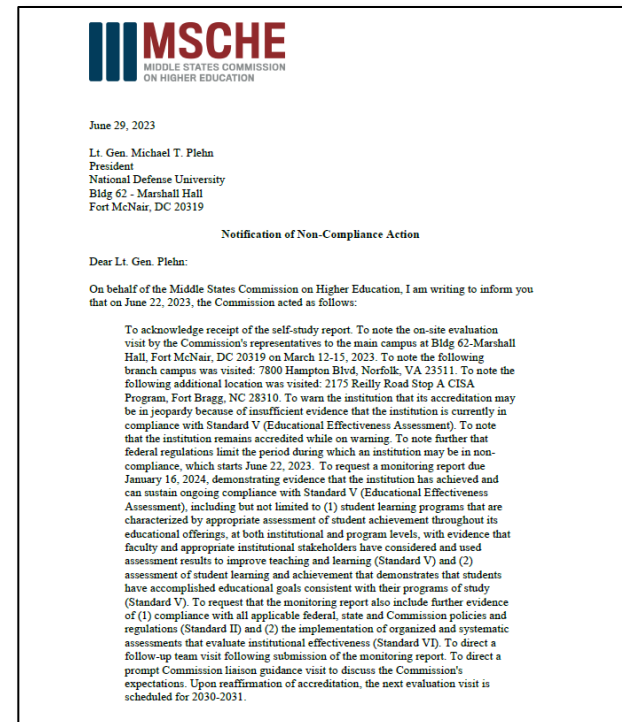 MSCHE
MIDDLE STATES COMMISSION
ON HIGHER EDUCATION
June 29, 2023
Lt. Gen. Michael T. Plehn
President
National Defense University
Bldg 62 - Marshall Hall
Fort McNair, DC 20319
Notification of Non-Compliance Action
Dear Lt. Gen. Plehn:
On behalf of the Middle States Commission on Higher Education, I am writing to inform you
that on June 22, 2023, the Commission acted as follows:
To acknowledge receipt of the self-study report. To note the on-site evaluation
visit by the Commission's representatives to the main campus at Bldg 62-Marshall
Hall, Fort McNair, DC 20319 on March 12-15, 2023. To note the following
branch campus was visited: 7800 Hampton Blvd, Norfolk, VA 23511. To note the
following additional location was visited: 2175 Reilly Road Stop A CISA
Program, Fort Bragg, NC 28310. To warn the institution that its accreditation may
be in jeopardy because of insufficient evidence that the institution is currently in
compliance with Standard V (Educational Effectiveness Assessment). To note
that the institution remains accredited while on warning. To note further that
federal regulations limit the period during which an institution may be in non-
compliance, which starts June 22, 2023. To request a monitoring report due
January 16, 2024, demonstrating evidence that the institution has achieved and
can sustain ongoing compliance with Standard V (Educational Effectiveness
Assessment), including but not limited to (1) student learning programs that are
characterized by appropriate assessment of student achievement throughout its
educational offerings, at both institutional and program levels, with evidence that
faculty and appropriate institutional stakeholders have considered and used
assessment results to improve teaching and learning (Standard V) and (2)
assessment of student learning and achievement that demonstrates that students
have accomplished educational goals consistent with their programs of study
(Standard V). To request that the monitoring report also include further evidence
of (1) compliance with all applicable federal, state and Commission policies and
regulations (Standard II) and (2) the implementation of organized and systematic
assessments that evaluate institutional effectiveness (Standard VI). To direct a
follow-up team visit following submission of the monitoring report. To direct a
prompt Commission liaison guidance visit to discuss the Commission's
expectations. Upon reaffirmation of accreditation, the next evaluation visit is
scheduled for 2030-2031.